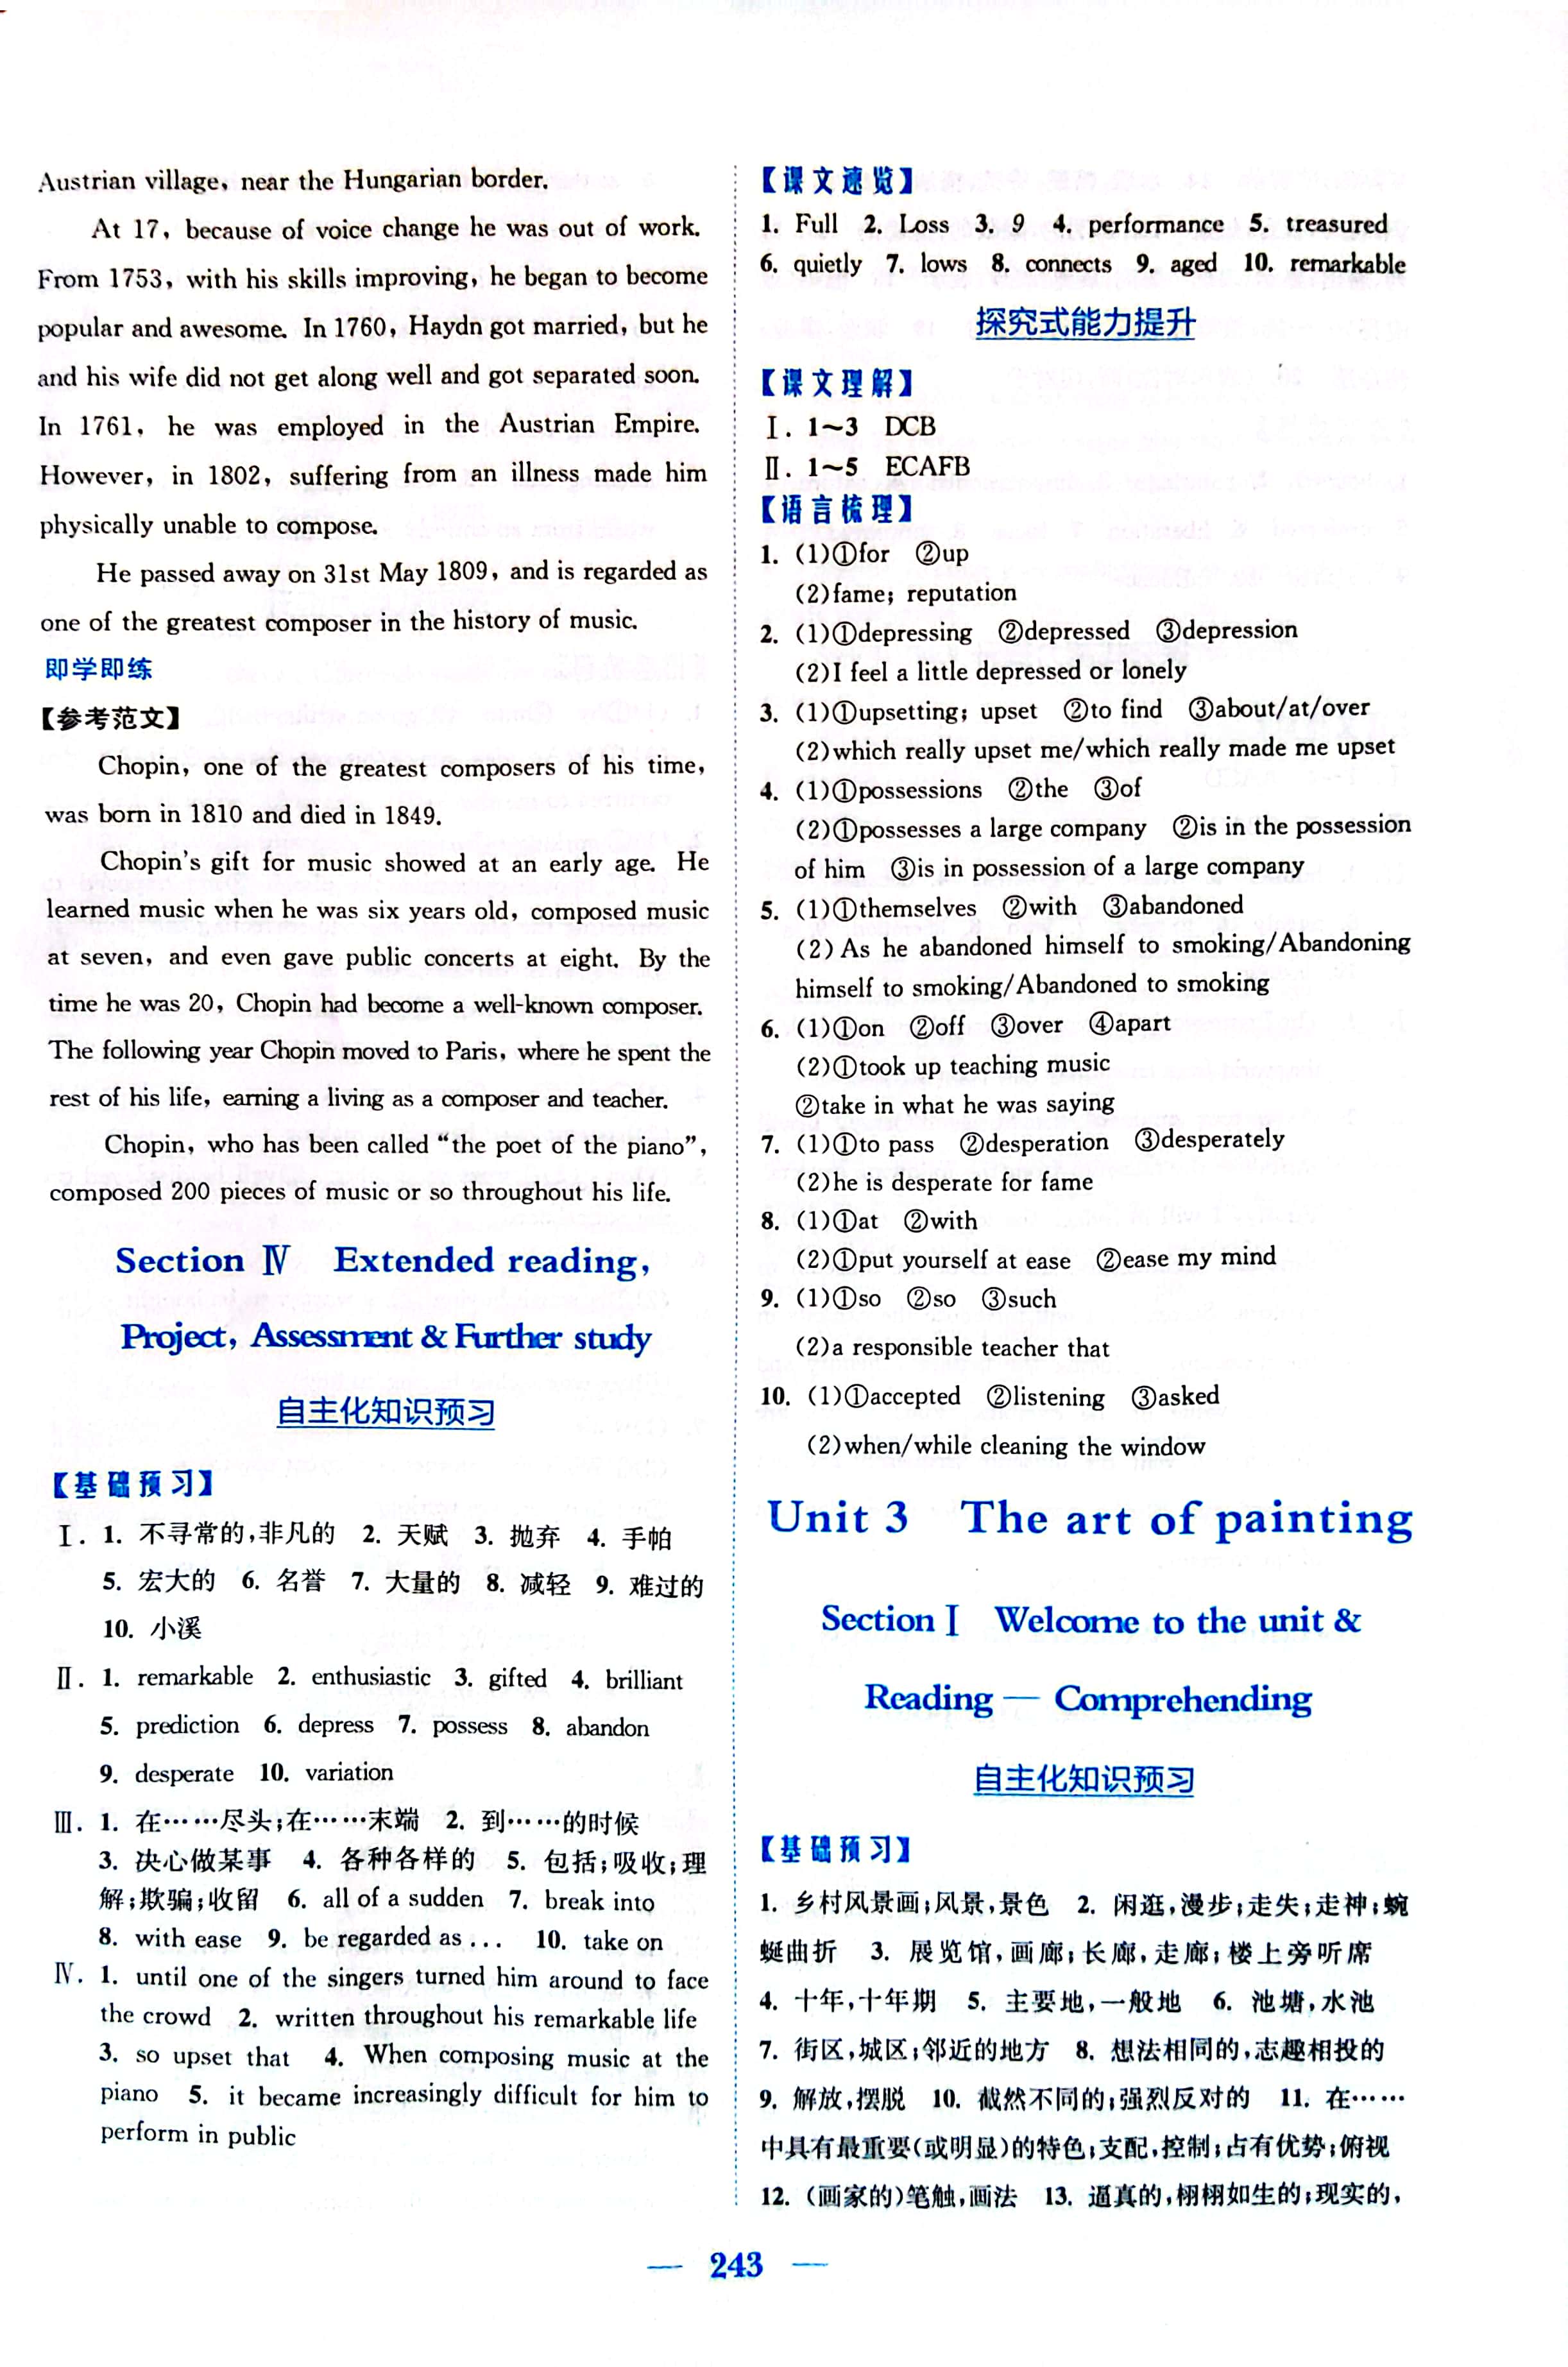 Austrian village, near the Hungarian border.
At 17, because of voice change he was out of work.
From 1753, with his skills improving, he began to become
popular and awesome. In 1760, Haydn got married, but he
and his wife did not get along well and got separated soon.
In 1761, he was employed in the Austrian Empire.
However, in 1802, suffering from an illness made him
physically unable to compose.
He passed away on 31st May 1809, and is regarded as
one of the greatest composer in the history of music.
即学即练
【参考范文】
Chopin, one of the greatest composers of his time,
was born in 1810 and died in 1849.
Chopin's gift for music showed at an early age. He
learned music when he was six years old, composed music
at seven, and even gave public concerts at eight. By the
time he was 20, Chopin had become a well-known composer.
The following year Chopin moved to Paris, where he spent the
rest of his life, earning a living as a composer and teacher.
Chopin, who has been called “the poet of the piano”,
composed 200 pieces of music or so throughout his life.
Section Ⅳ Extended reading,
Project, Assessment & Further study
自主化知识预习
【基础预习】
Ⅰ. 1. 不寻常的,非凡的 2. 天赋 3. 抛弃 4. 手帕
5. 宏大的 6. 名誉 7. 大量的 8. 减轻 9. 难过的
10. 小溪
Ⅱ. 1. remarkable 2. enthusiastic 3. gifted 4. brilliant
5. prediction 6. depress 7. possess 8. abandon
9. desperate 10. variation
Ⅲ. 1. 在……尽头;在……末端 2. 到……的时候
3. 决心做某事 4. 各种各样的 5. 包括;吸收;理
解;欺骗;收留 6. all of a sudden 7. break into
8. with ease 9. be regarded as... 10. take on
Ⅳ. 1. until one of the singers turned him around to face
the crowd 2. written throughout his remarkable life
3. so upset that 4. When composing music at the
piano 5. it became increasingly difficult for him to
perform in public
【课文速览】
1. Full 2. Loss 3. 9 4. performance 5. treasured
6. quietly 7. lows 8. connects 9. aged 10. remarkable
探究式能力提升
【课文理解】
Ⅰ. 1~3 DCB
Ⅱ. 1~5 ECAFB
【语言梳理】
1. (1)①for ②up
(2)fame; reputation
2. (1)①depressing ②depressed ③depression
(2)I feel a little depressed or lonely
3. (1)①upsetting; upset ②to find ③about/at/over
(2)which really upset me/which really made me upset
4. (1)①possessions ②the ③of
(2)①possesses a large company ②is in the possession
of him ③is in possession of a large company
5. (1)①themselves ②with ③abandoned
(2)As he abandoned himself to smoking/Abandoning
himself to smoking/Abandoned to smoking
6. (1)①on ②off ③over ④apart
(2)①took up teaching music
②take in what he was saying
7. (1)①to pass ②desperation ③desperately
(2)he is desperate for fame
8. (1)①at ②with
(2)①put yourself at ease ②ease my mind
9. (1)①so ②so ③such
(2)a responsible teacher that
10. (1)①accepted ②listening ③asked
(2)when/while cleaning the window
Unit 3 The art of painting
Section Ⅰ Welcome to the unit &
Reading — Comprehending
自主化知识预习
【基础预习】
1. 乡村风景画;风景,景色 2. 闲逛,漫步;走失;走神;蜿
蜒曲折 3. 展览馆,画廊;长廊,走廊;楼上旁听席
4. 十年,十年期 5. 主要地,一般地 6. 池塘,水池
7. 街区,城区;邻近的地方 8. 想法相同的,志趣相投的
9. 解放,摆脱 10. 截然不同的;强烈反对的 11. 在……
中具有最重要(或明显)的特色;支配,控制;占有优势;俯视
12. (画家的)笔触,画法 13. 逼真的,栩栩如生的;现实的,
— 243 —